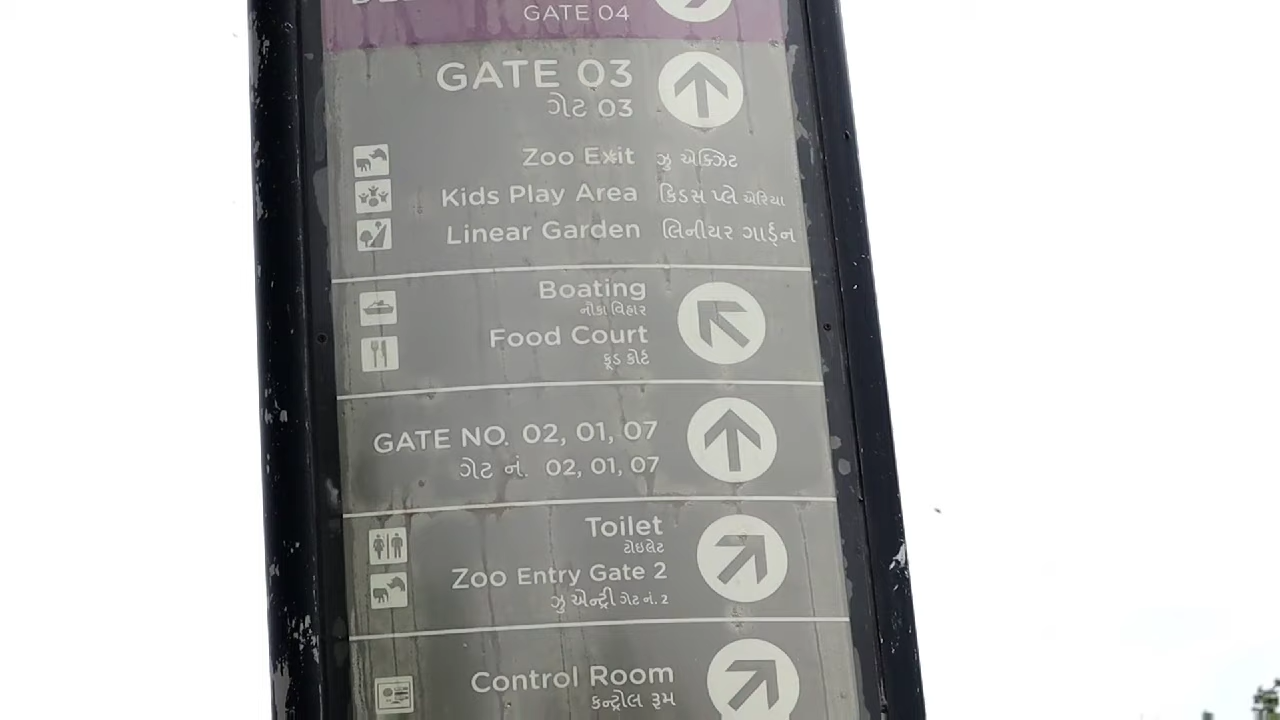 GATE 04
GATE 03
ગેટ 03
Zoo Exit ઝુ એક્ઝિટ
Kids Play Area કિડસ પ્લે એરિયા
Linear Garden લિનીયર ગાર્ડન
Boating
નૌકા વિહાર
Food Court
ફૂડ કોર્ટ
GATE NO. 02, 01, 07
ગેટ નં. 02, 01, 07
Toilet
ટોઇલેટ
Zoo Entry Gate 2
ઝુ એન્ટ્રી ગેટ નં. 2
Control Room
કન્ટ્રોલ રૂમ